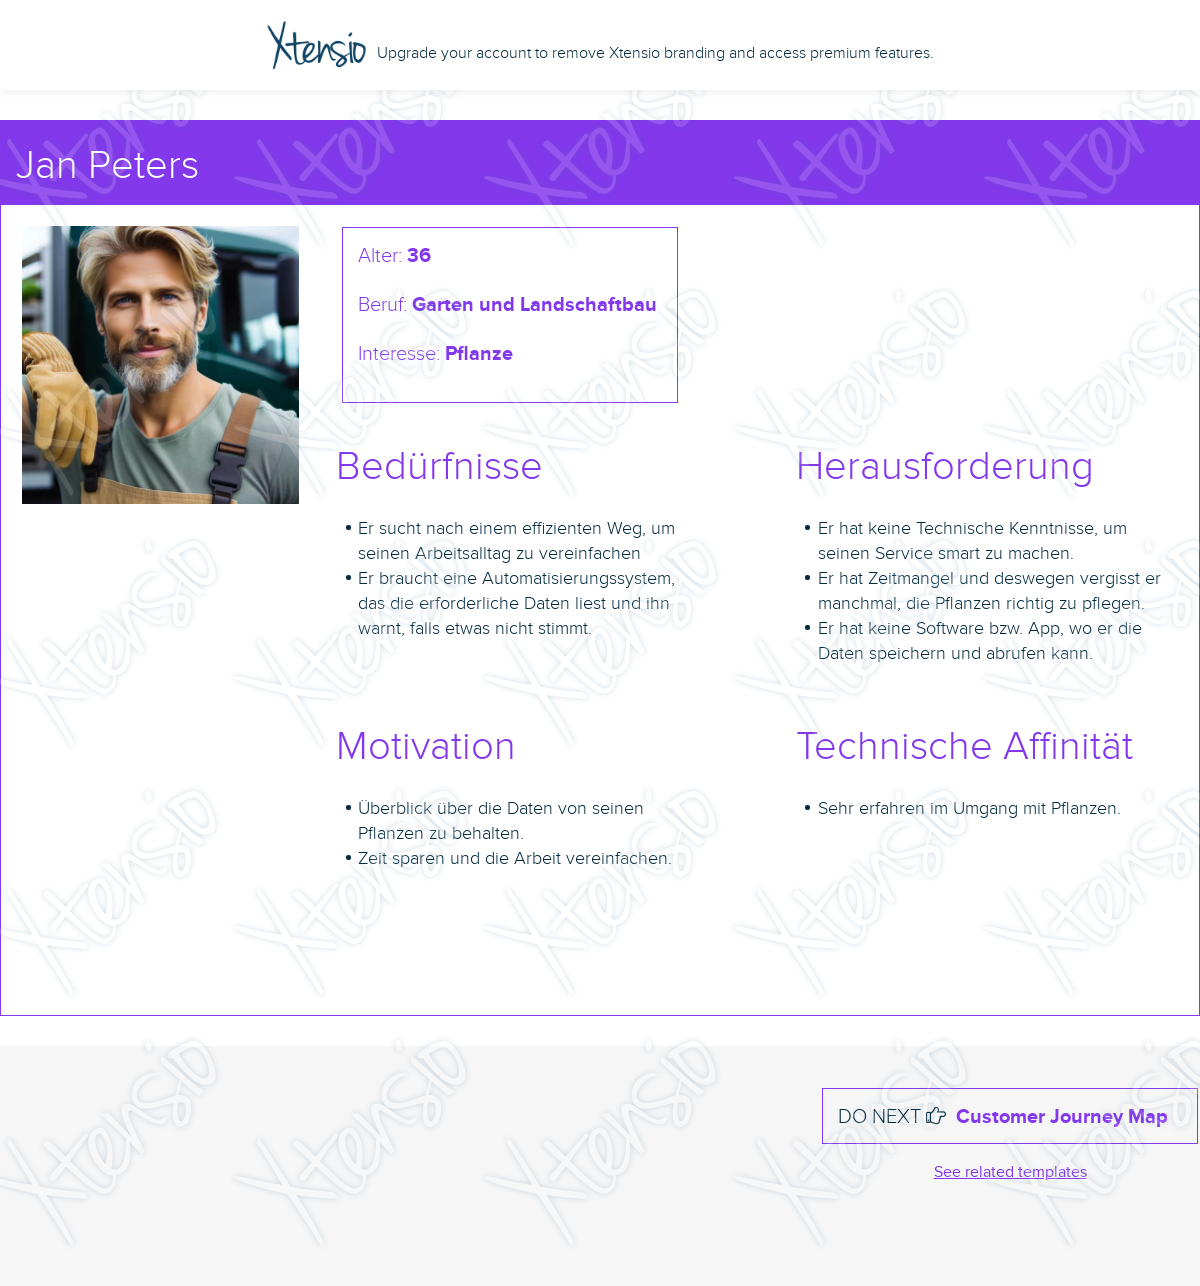 Xtensio Upgrade your account to remove Xtensio branding and access premium features.
Jan Peters
Alter: 36
Beruf: Garten und Landschaftbau
Interesse: Pflanze
Bedürfnisse
Er sucht nach einem effizienten Weg, um
seinen Arbeitsalltag zu vereinfachen
Er braucht eine Automatisierungssystem,
das die erforderliche Daten liest und ihn
warnt, falls etwas nicht stimmt.
Herausforderung
Er hat keine Technische Kenntnisse, um
seinen Service smart zu machen.
Er hat Zeitmangel und deswegen vergisst er
manchmal, die Pflanzen richtig zu pflegen.
Er hat keine Software bzw. App, wo er die
Daten speichern und abrufen kann.
Motivation
Überblick über die Daten von seinen
Pflanzen zu behalten.
Zeit sparen und die Arbeit vereinfachen.
Technische Affinität
Sehr erfahren im Umgang mit Pflanzen.
DO NEXT Customer Journey Map
See related templates